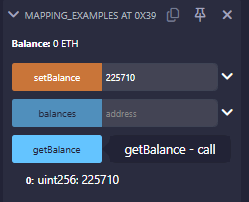 MAPPING_EXAMPLES AT 0X39
Balance: 0 ETH
setBalance 225710
balances address
getBalance getBalance - call
0: uint256: 225710